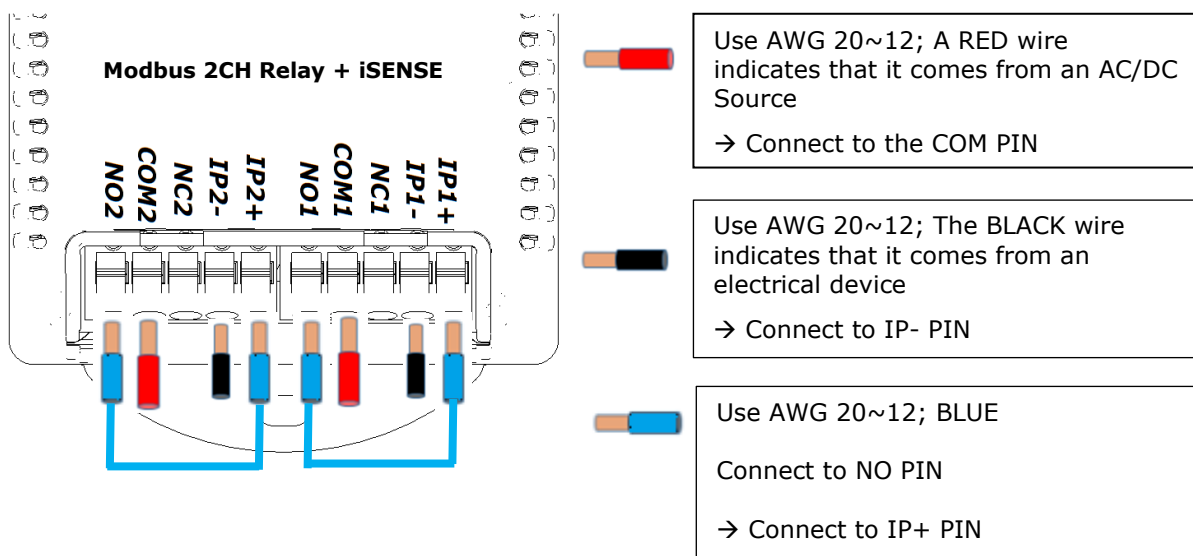 Modbus 2CH Relay + iSENSE
NO2
COM2
NC2
IP2-
IP2+
NO1
COM1
NC1
IP1-
IP1+
Use AWG 20~12; A RED wire
indicates that it comes from an AC/DC
Source
→ Connect to the COM PIN
Use AWG 20~12; The BLACK wire
indicates that it comes from an
electrical device
→ Connect to IP- PIN
Use AWG 20~12; BLUE
Connect to NO PIN
→ Connect to IP+ PIN